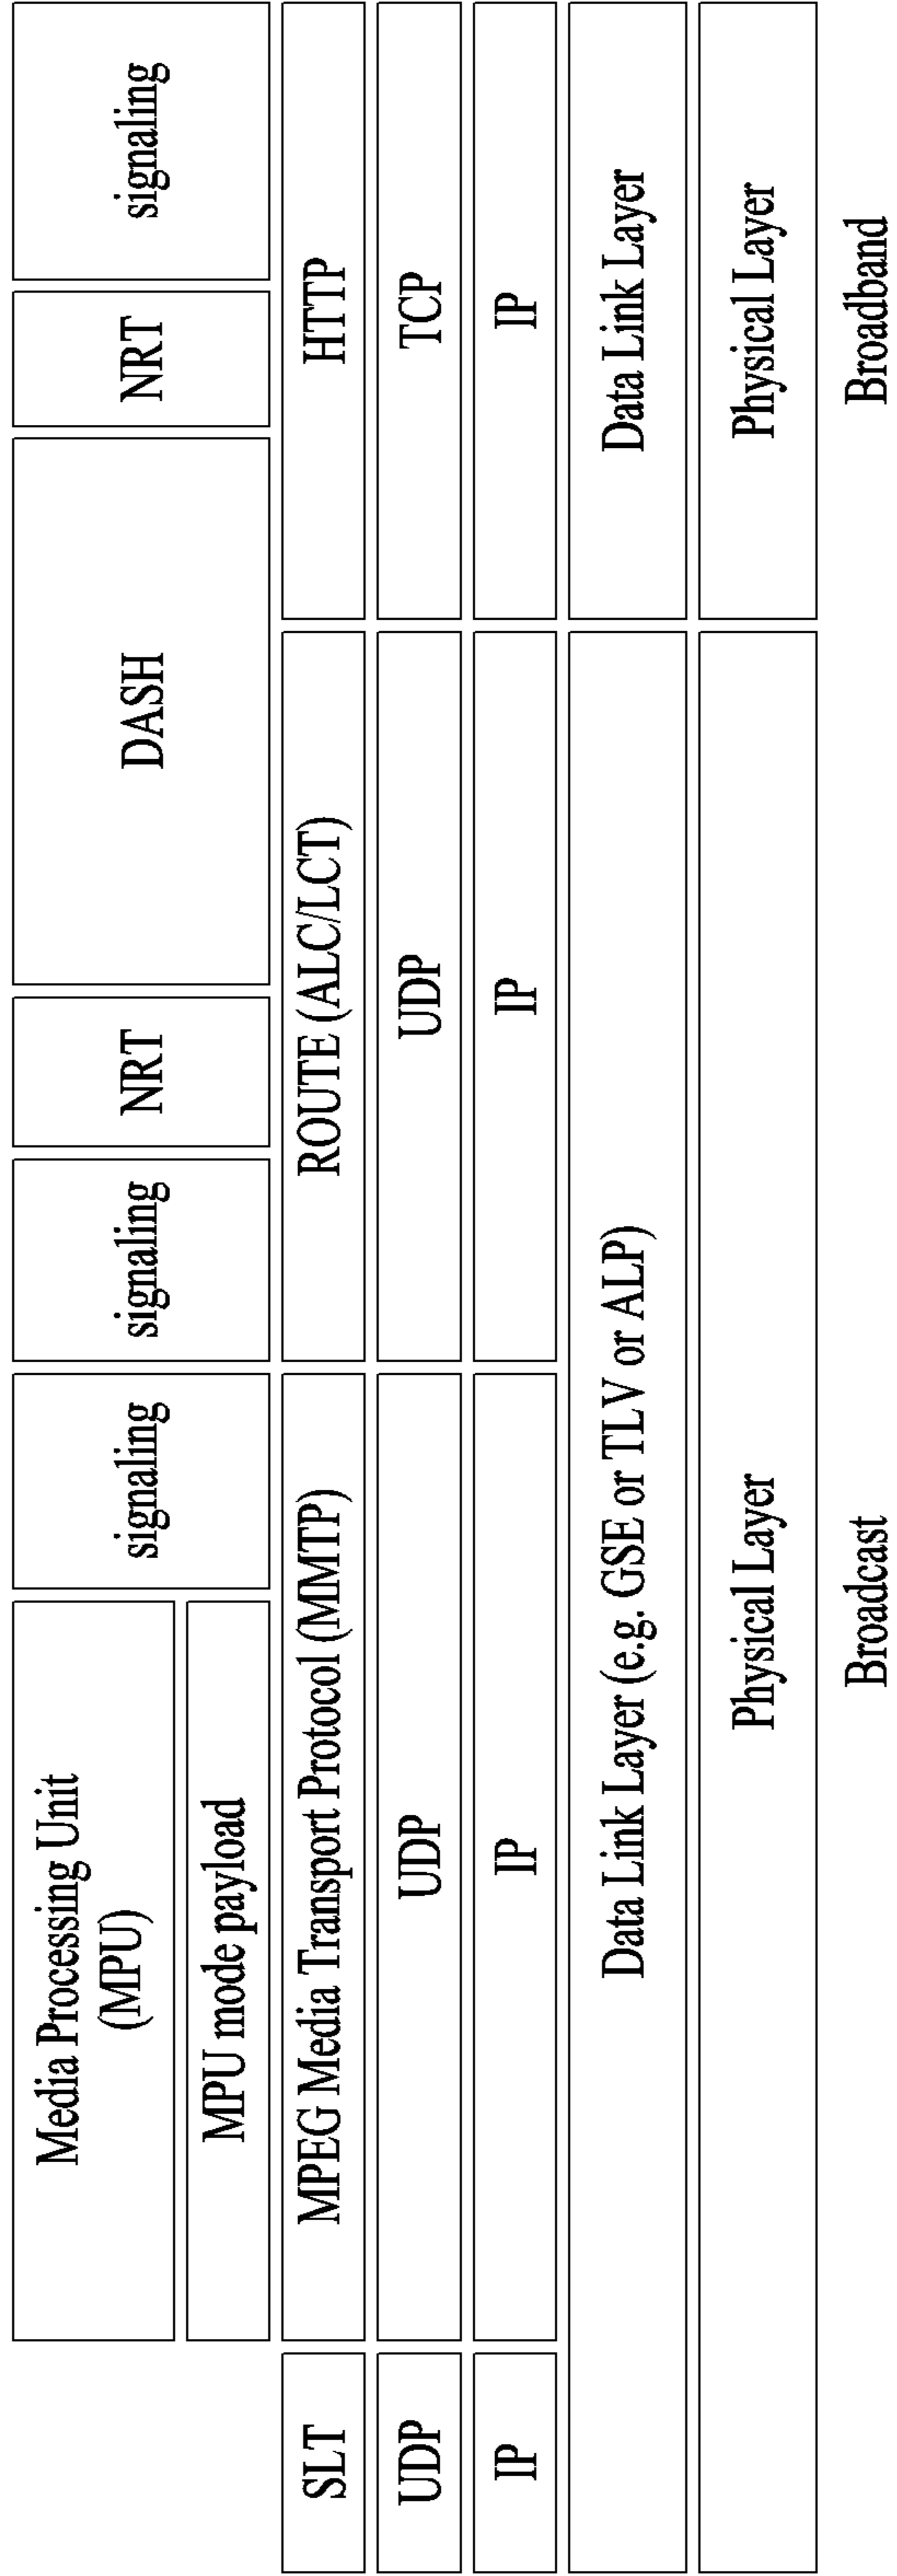 Media Processing Unit
(MPU)
signaling
signaling
NRT
DASH
NRT
signaling
MPU mode payload
SLT
MPEG Media Transport Protocol (MMTP)
ROUTE (ALC/LCT)
HTTP
UDP
UDP
UDP
TCP
IP
IP
IP
IP
Data Link Layer (e.g. GSE or TLV or ALP)
Data Link Layer
Physical Layer
Physical Layer
Broadcast
Broadband